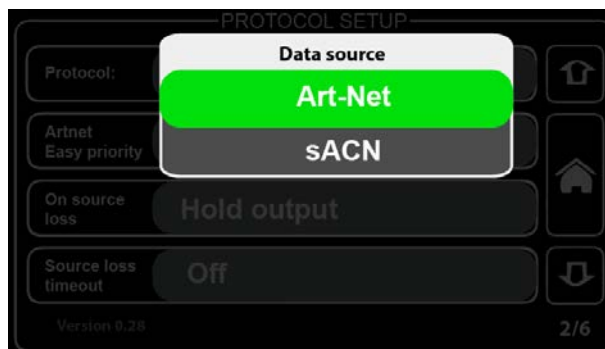 PROTOCOL SETUP
Data source
Protocol:
Art-Net
Artnet
Easy priority
sACN
On source
loss
Hold output
Source loss
timeout
Off
Version 0.28
2/6